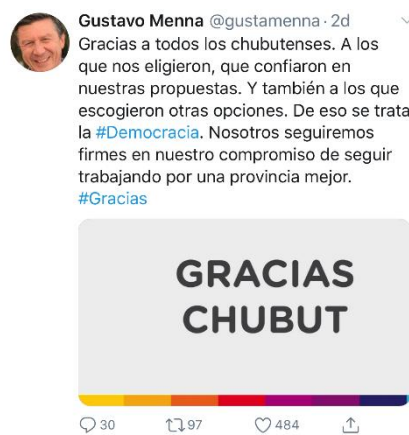 Gustavo Menna @gustamenna · 2d
Gracias a todos los chubutenses. A los
que nos eligieron, que confiaron en
nuestras propuestas. Y también a los que
escogieron otras opciones. De eso se trata
la #Democracia. Nosotros seguiremos
firmes en nuestro compromiso de seguir
trabajando por una provincia mejor.
#Gracias
GRACIAS
CHUBUT
30 97 484